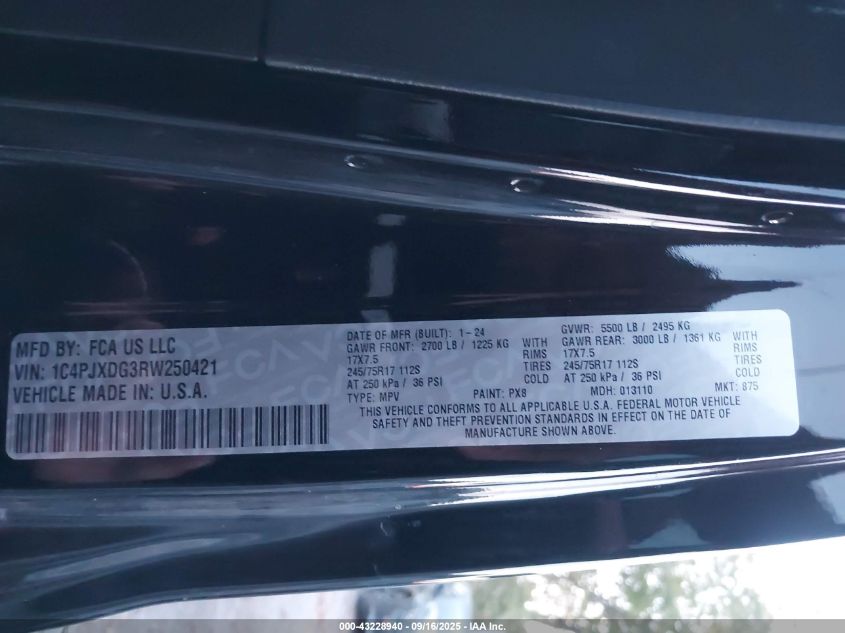 MFD BY: FCA US LLC
VIN: 1C4PJXDG3RW250421
VEHICLE MADE IN: U.S.A.
DATE OF MFR (BUILT): 1-24 GVWR: 5500 LB / 2495 KG
GAWR FRONT: 2700 LB / 1225 KG WITH GAWR REAR: 3000 LB / 1361 KG WITH
17X7.5 RIMS 17X7.5 RIMS
245/75R17 112S TIRES 245/75R17 112S TIRES
AT 250 kPa / 36 PSI COLD AT 250 kPa / 36 PSI COLD
TYPE: MPV PAINT: PX8 MDH: 013110 MKT: 875
THIS VEHICLE CONFORMS TO ALL APPLICABLE U.S.A. FEDERAL MOTOR VEHICLE
SAFETY AND THEFT PREVENTION STANDARDS IN EFFECT ON THE DATE OF
MANUFACTURE SHOWN ABOVE.
000-43228940 - 09/16/2025 - IAA Inc.